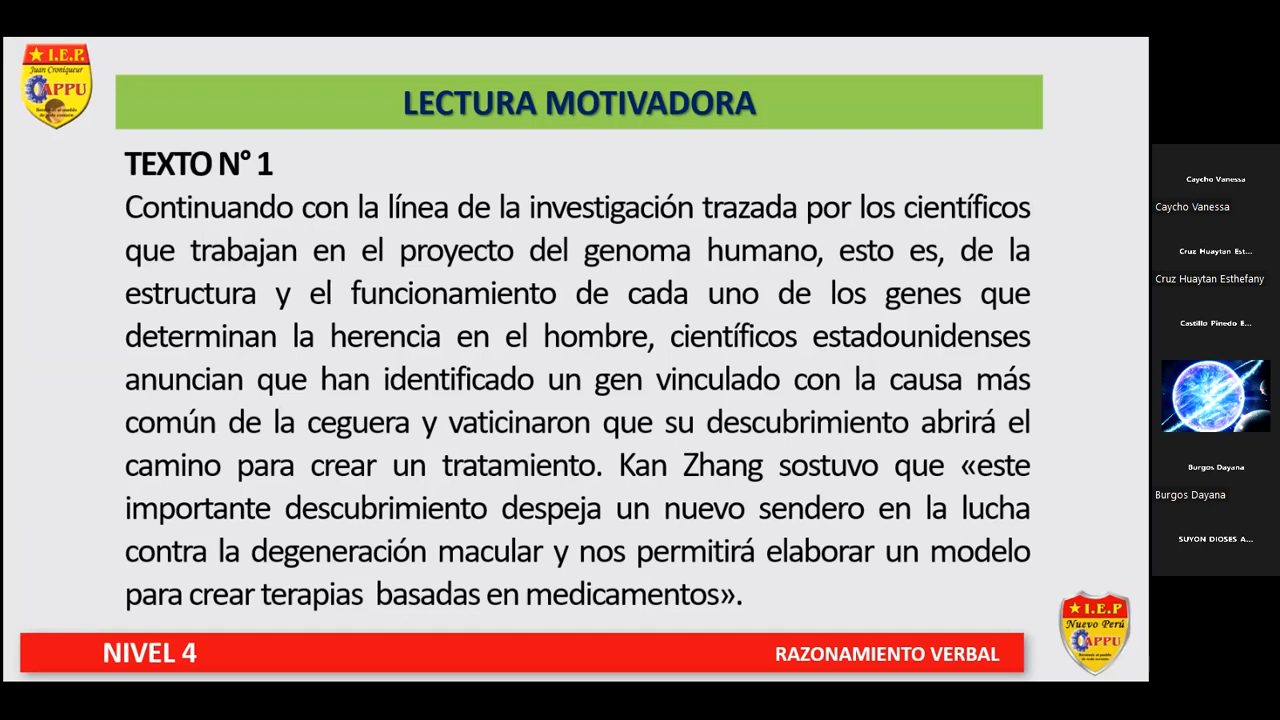 I.E.P.
Juan Croniqueur
APPU
LECTURA MOTIVADORA
TEXTO N° 1
Continuando con la línea de la investigación trazada por los científicos
que trabajan en el proyecto del genoma humano, esto es, de la
estructura y el funcionamiento de cada uno de los genes que
determinan la herencia en el hombre, científicos estadounidenses
anuncian que han identificado un gen vinculado con la causa más
común de la ceguera y vaticinaron que su descubrimiento abrirá el
camino para crear un tratamiento. Kan Zhang sostuvo que «este
importante descubrimiento despeja un nuevo sendero en la lucha
contra la degeneración macular y nos permitirá elaborar un modelo
para crear terapias basadas en medicamentos».
NIVEL 4
RAZONAMIENTO VERBAL
I.E.P
Nuevo Perú
APPU
Caycho Vanessa
Caycho Vanessa
Cruz Huaytan Est...
Cruz Huaytan Esthefany
Castillo Pinedo E...
Burgos Dayana
Burgos Dayana
SUYON DIOSES A...